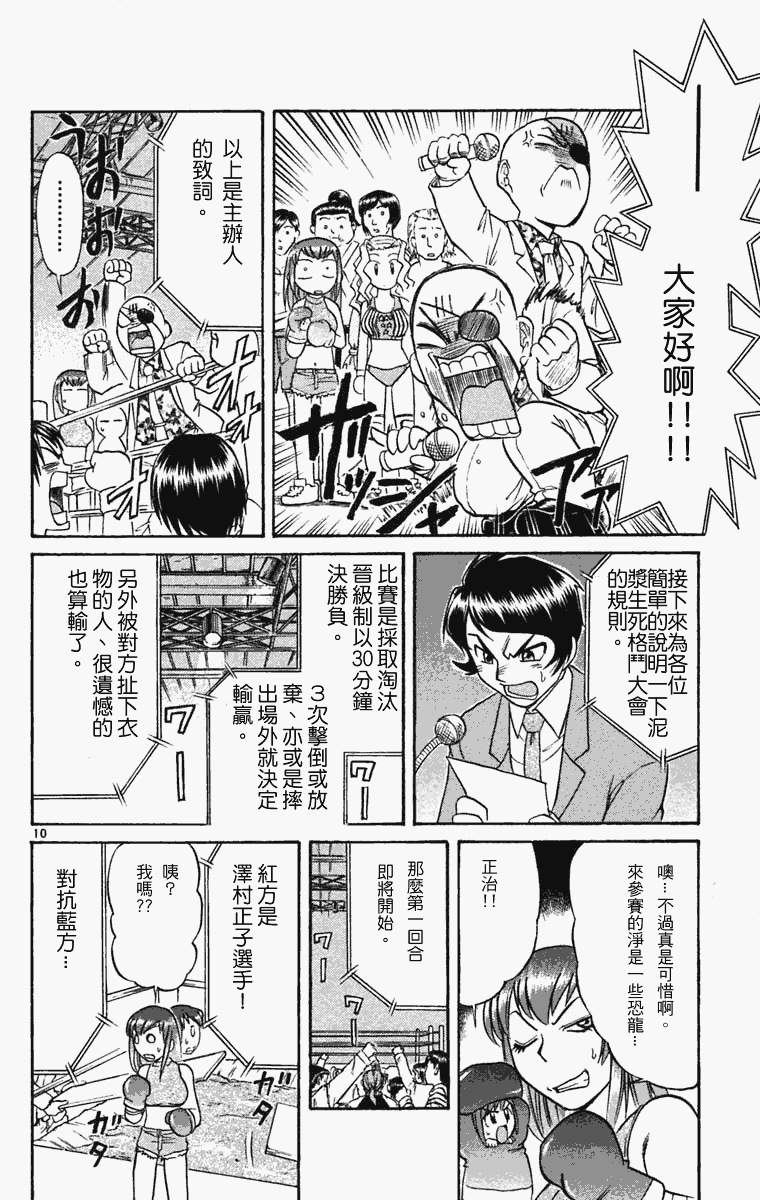 —
大家好啊!!!!
ガッシャ
アァ
以上是主辦人
的致詞。
………
うおおぉお
オオオ
接下來為各位
簡單的說明一下泥
漿生死格鬥大會
的規則。
比賽是採取淘汰
晉級制以30分鐘
決勝負。
3次擊倒或放
棄、亦或是摔
出場外就決定
輸贏。
ワー
另外被對方扯下衣
物的人、很遺憾的
也算輸了。
ワー
10
噢…不過真是可惜啊。
來參賽的淨是一些恐龍…
正治!!
那麼第一回合
即將開始。
ワー
ワー
紅方是
澤村正子選手!
咦?
我嗎??
對抗藍方…
ガタ
ガタ